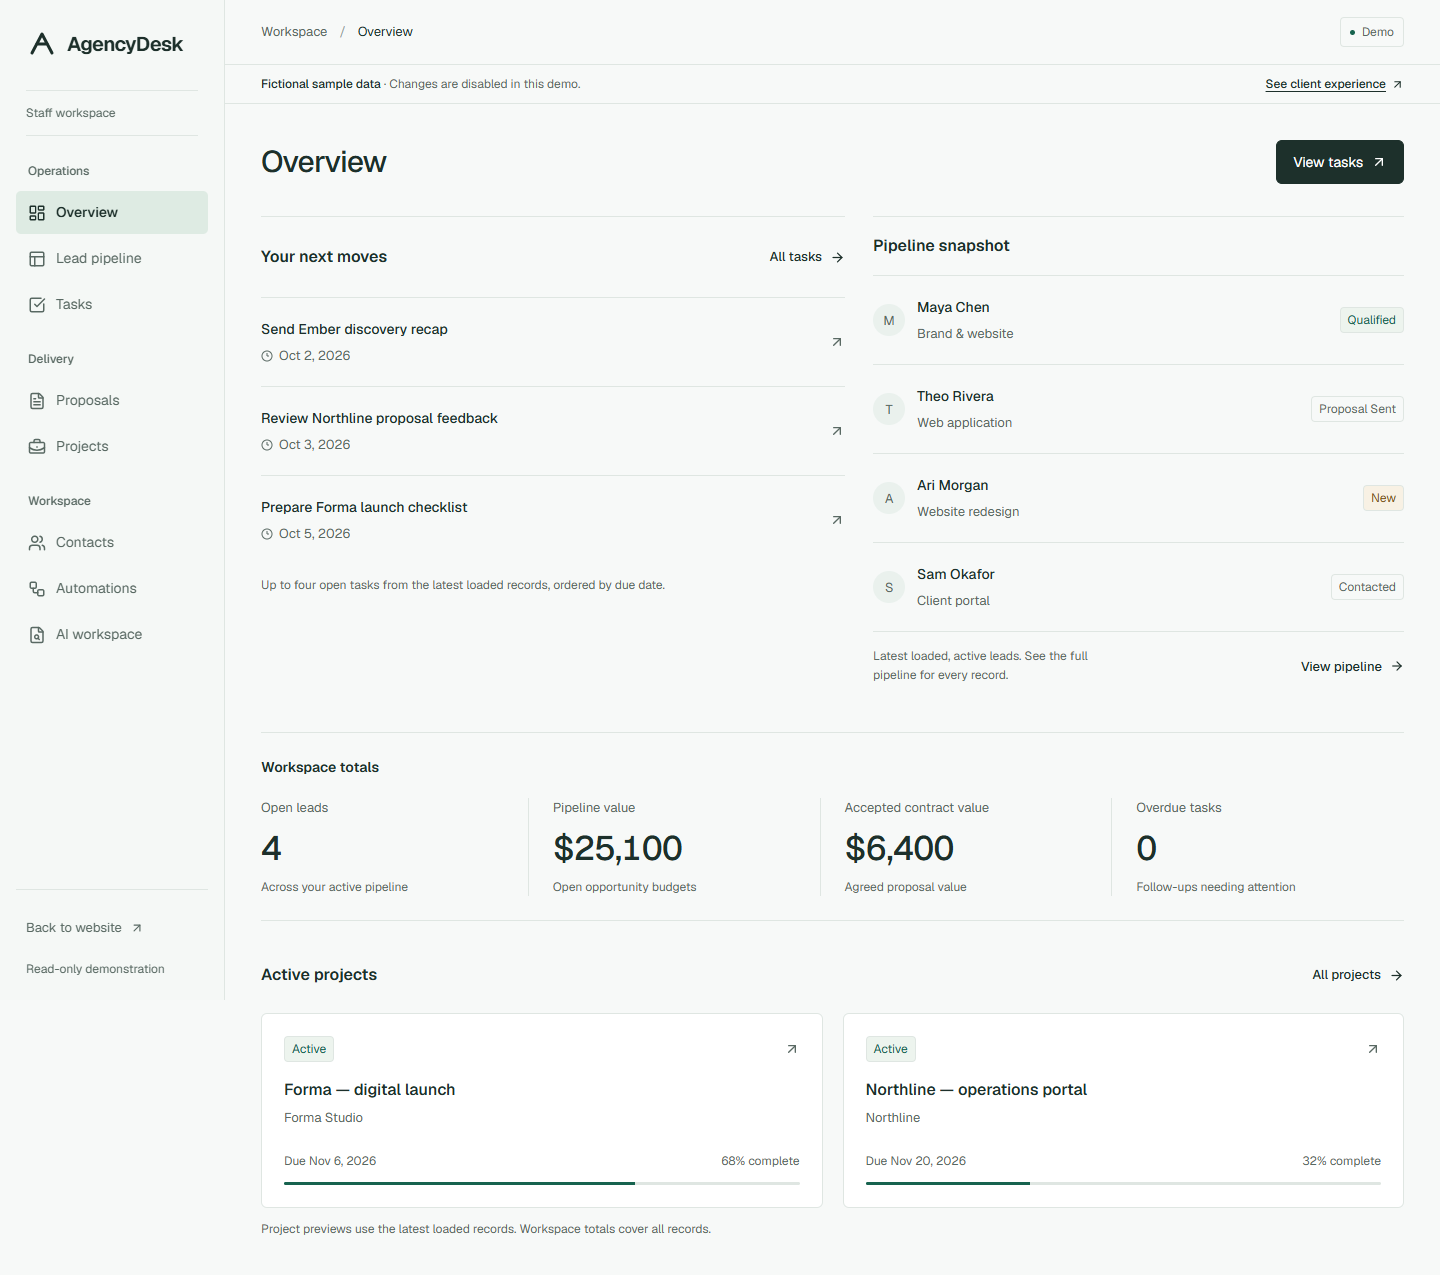 AgencyDesk
Staff workspace
Operations
Overview
Lead pipeline
Tasks
Delivery
Proposals
Projects
Workspace
Contacts
Automations
AI workspace
Back to website
Read-only demonstration
Workspace / Overview
Demo
Fictional sample data · Changes are disabled in this demo.
See client experience
Overview
View tasks
Your next moves
All tasks
Send Ember discovery recap
Oct 2, 2026
Review Northline proposal feedback
Oct 3, 2026
Prepare Forma launch checklist
Oct 5, 2026
Up to four open tasks from the latest loaded records, ordered by due date.
Pipeline snapshot
M
Maya Chen
Brand & website
Qualified
T
Theo Rivera
Web application
Proposal Sent
A
Ari Morgan
Website redesign
New
S
Sam Okafor
Client portal
Contacted
Latest loaded, active leads. See the full
pipeline for every record.
View pipeline
Workspace totals
Open leads
4
Across your active pipeline
Pipeline value
$25,100
Open opportunity budgets
Accepted contract value
$6,400
Agreed proposal value
Overdue tasks
0
Follow-ups needing attention
Active projects
All projects
Active
Forma — digital launch
Forma Studio
Due Nov 6, 2026
68% complete
Active
Northline — operations portal
Northline
Due Nov 20, 2026
32% complete
Project previews use the latest loaded records. Workspace totals cover all records.